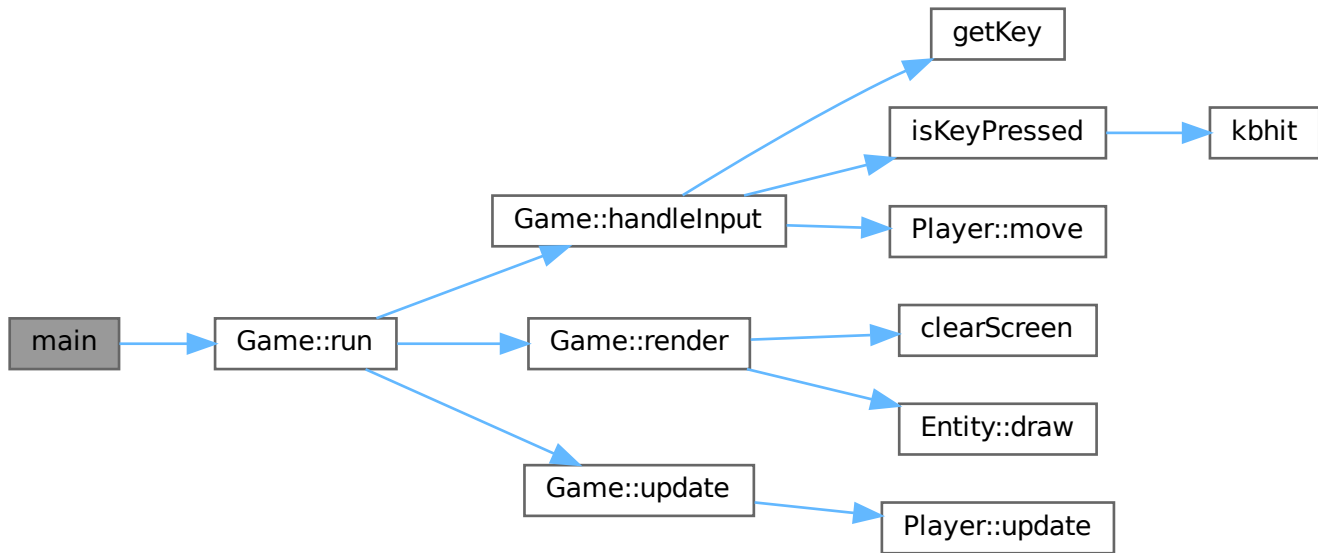 getKey
isKeyPressed
kbhit
Game::handleInput
Player::move
main
Game::run
Game::render
clearScreen
Entity::draw
Game::update
Player::update